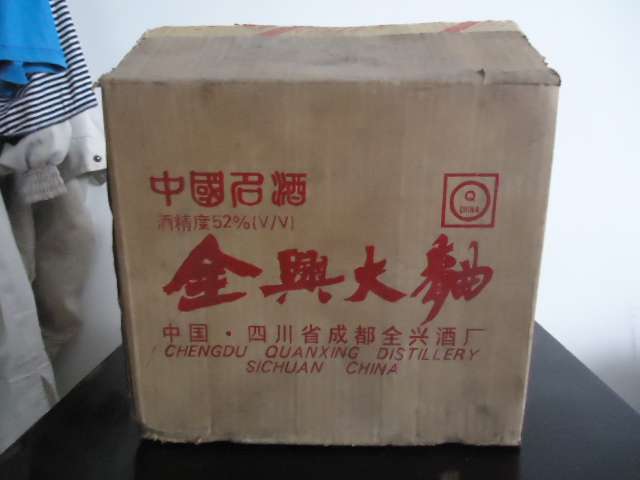 中國名酒
酒精度52%(V/V)
Q
CHINA
全興大麯
中国·四川省成都全兴酒厂
CHENGDU QUANXING DISTILLERY
SICHUAN CHINA